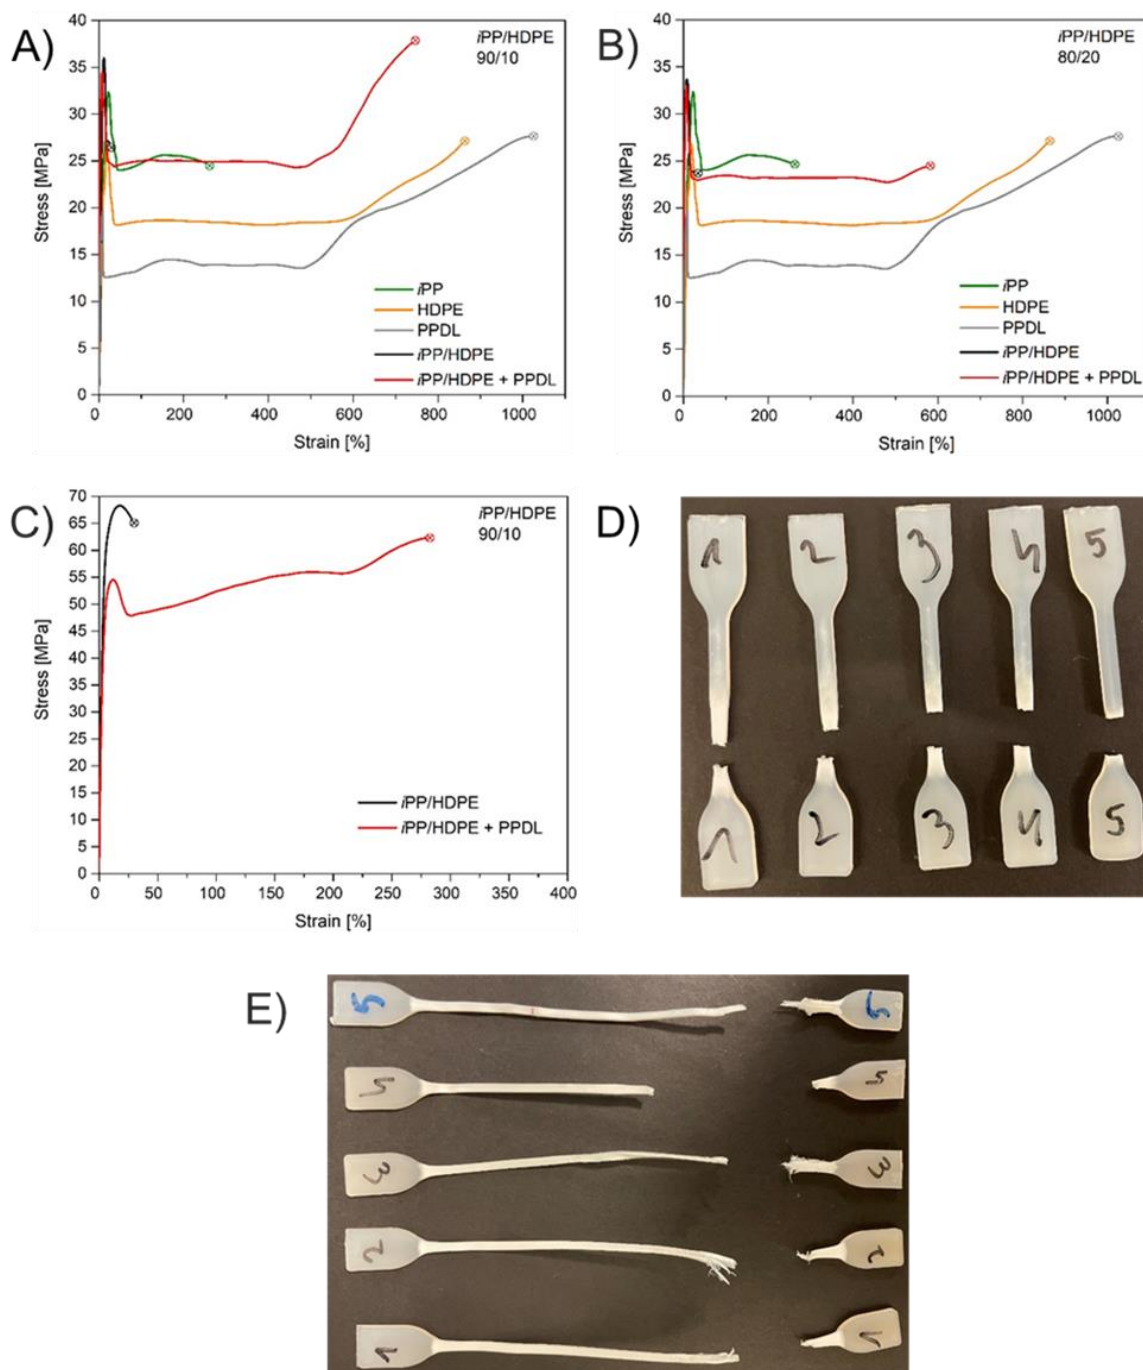 A)
iPP/HDPE
90/10
40
35
30
25
20
15
10
5
0
Stress [MPa]
iPP
HDPE
PPDL
iPP/HDPE
iPP/HDPE + PPDL
0 200 400 600 800 1000
Strain [%]
B)
iPP/HDPE
80/20
40
35
30
25
20
15
10
5
0
Stress [MPa]
iPP
HDPE
PPDL
iPP/HDPE
iPP/HDPE + PPDL
0 200 400 600 800 1000
Strain [%]
C)
iPP/HDPE
90/10
70
65
60
55
50
45
40
35
30
25
20
15
10
5
0
Stress [MPa]
iPP/HDPE
iPP/HDPE + PPDL
0 50 100 150 200 250 300 350 400
Strain [%]
D)
1 2 3 4 5
1 2 3 4 5
E)
5 5
4 4
3 3
2 2
1 1